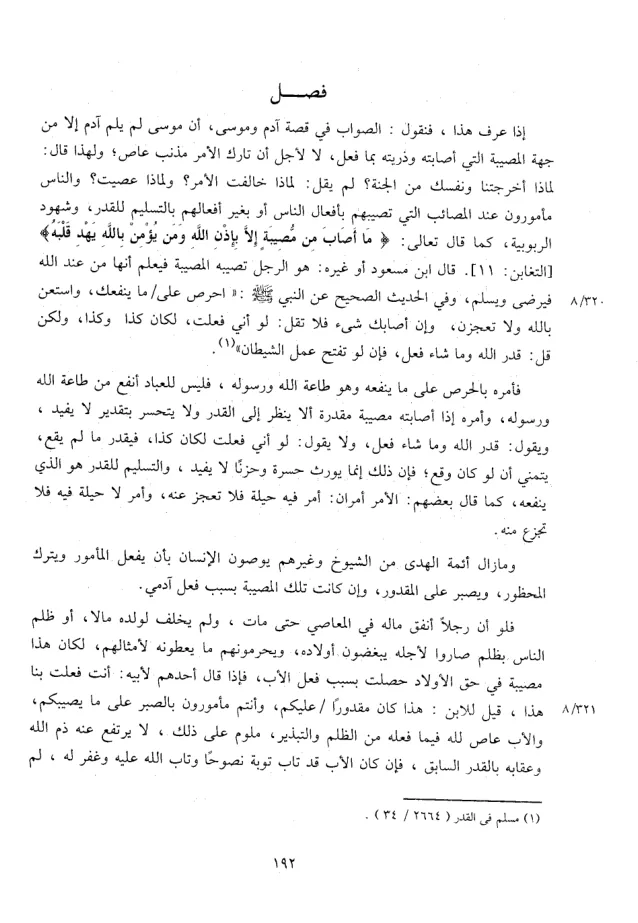 فصــــل
إذا عرف هذا ، فنقول : الصواب في قصة آدم وموسى، أن موسى لم يلم آدم إلا من
جهة المصيبة التي أصابته وذريته بما فعل، لا لأجل أن تارك الأمر مذنب عاص؛ ولهذا قال:
لماذا أخرجتنا ونفسك من الجنة؟ لم يقل: لماذا خالفت الأمر؟ ولماذا عصيت؟ والناس
مأمورون عند المصائب التي تصيبهم بأفعال الناس أو بغير أفعالهم بالتسليم للقدر، وشهود
الربوبية، كما قال تعالى: ﴿ مَا أَصَابَ مِن مُّصِيبَةٍ إِلاَّ بِإِذْنِ اللَّهِ وَمَن يُؤْمِنْ بِاللَّهِ يَهْدِ قَلْبَهُ﴾
[التغابن: ١١]. قال ابن مسعود أو غيره: هو الرجل تصيبه المصيبة فيعلم أنها من عند الله
٨/٣٢٠ فيرضى ويسلم، وفي الحديث الصحيح عن النبي ﷺ :« احرص على/ ما ينفعك، واستعن
بالله ولا تعجزن، وإن أصابك شىء فلا تقل: لو أني فعلت، لكان كذا وكذا، ولكن
قل: قدر الله وما شاء فعل، فإن لو تفتح عمل الشيطان»(١).
فأمره بالحرص على ما ينفعه وهو طاعة الله ورسوله ، فليس للعباد أنفع من طاعة الله
ورسوله، وأمره إذا أصابته مصيبة مقدرة ألا ينظر إلى القدر ولا يتحسر بتقدير لا يفيد ،
ويقول: قدر الله وما شاء فعل، ولا يقول: لو أني فعلت لكان كذا، فيقدر ما لم يقع،
يتمني أن لو كان وقع؛ فإن ذلك إنما يورث حسرة وحزنًا لا يفيد ، والتسليم للقدر هو الذي
ينفعه، كما قال بعضهم: الأمر أمران: أمر فيه حيلة فلا تعجز عنه، وأمر لا حيلة فيه فلا
تجزع منه.
ومازال أئمة الهدى من الشيوخ وغيرهم يوصون الإنسان بأن يفعل المأمور ويترك
المحظور، ويصبر على المقدور، وإن كانت تلك المصيبة بسبب فعل آدمي.
فلو أن رجلاً أنفق ماله في المعاصي حتى مات ، ولم يخلف لولده مالا، أو ظلم
الناس بظلم صاروا لأجله يبغضون أولاده، ويحرمونهم ما يعطونه لأمثالهم، لكان هذا
مصيبة في حق الأولاد حصلت بسبب فعل الأب، فإذا قال أحدهم لأبيه: أنت فعلت بنا
٨/٣٢١ هذا ، قيل للابن : هذا كان مقدورًا /عليكم، وأنتم مأمورون بالصبر على ما يصيبكم،
والأب عاص لله فيما فعله من الظلم والتبذير، ملوم على ذلك ، لا يرتفع عنه ذم الله
وعقابه بالقدر السابق ، فإن كان الأب قد تاب توبة نصوحًا وتاب الله عليه وغفر له ، لم
(١) مسلم فى القدر ( ٢٦٦٤ / ٣٤ ) .
١٩٢